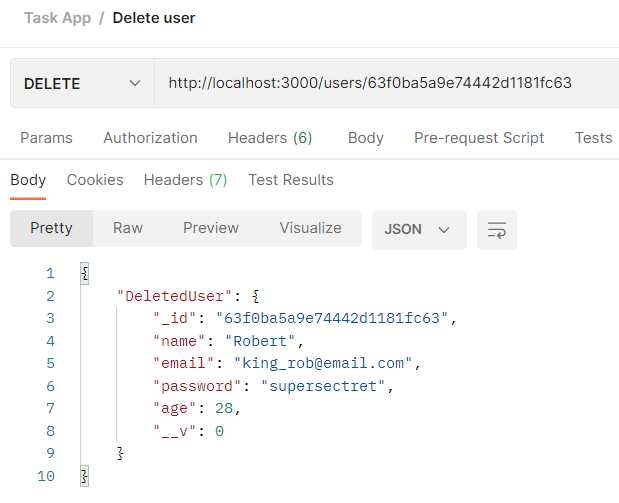 Task App / Delete user
DELETE http://localhost:3000/users/63f0ba5a9e74442d1181fc63
Params Authorization Headers (6) Body Pre-request Script Tests
Body Cookies Headers (7) Test Results
Pretty Raw Preview Visualize JSON
1 {
2 "DeletedUser": {
3 "_id": "63f0ba5a9e74442d1181fc63",
4 "name": "Robert",
5 "email": "king_rob@email.com",
6 "password": "supersectret",
7 "age": 28,
8 "__v": 0
9 }
10 }